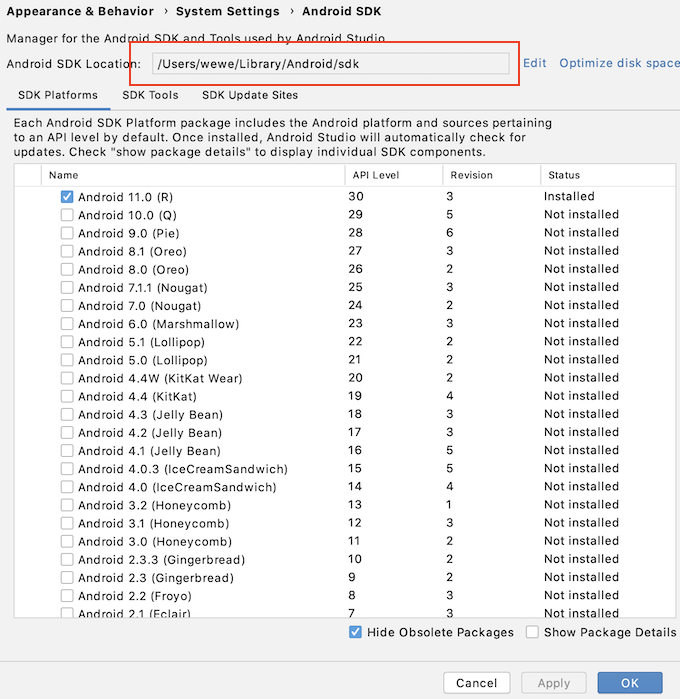 Appearance & Behavior › System Settings › Android SDK
Manager for the Android SDK and Tools used by Android Studio
Android SDK Location: /Users/wewe/Library/Android/sdk Edit Optimize disk space
SDK Platforms SDK Tools SDK Update Sites
Each Android SDK Platform package includes the Android platform and sources pertaining
to an API level by default. Once installed, Android Studio will automatically check for
updates. Check "show package details" to display individual SDK components.
Name API Level Revision Status
Android 11.0 (R) 30 3 Installed
Android 10.0 (Q) 29 5 Not installed
Android 9.0 (Pie) 28 6 Not installed
Android 8.1 (Oreo) 27 3 Not installed
Android 8.0 (Oreo) 26 2 Not installed
Android 7.1.1 (Nougat) 25 3 Not installed
Android 7.0 (Nougat) 24 2 Not installed
Android 6.0 (Marshmallow) 23 3 Not installed
Android 5.1 (Lollipop) 22 2 Not installed
Android 5.0 (Lollipop) 21 2 Not installed
Android 4.4W (KitKat Wear) 20 2 Not installed
Android 4.4 (KitKat) 19 4 Not installed
Android 4.3 (Jelly Bean) 18 3 Not installed
Android 4.2 (Jelly Bean) 17 3 Not installed
Android 4.1 (Jelly Bean) 16 5 Not installed
Android 4.0.3 (IceCreamSandwich) 15 5 Not installed
Android 4.0 (IceCreamSandwich) 14 4 Not installed
Android 3.2 (Honeycomb) 13 1 Not installed
Android 3.1 (Honeycomb) 12 3 Not installed
Android 3.0 (Honeycomb) 11 2 Not installed
Android 2.3.3 (Gingerbread) 10 2 Not installed
Android 2.3 (Gingerbread) 9 2 Not installed
Android 2.2 (Froyo) 8 3 Not installed
Android 2.1 (Eclair) 7 3 Not installed
Hide Obsolete Packages Show Package Details
Cancel Apply OK